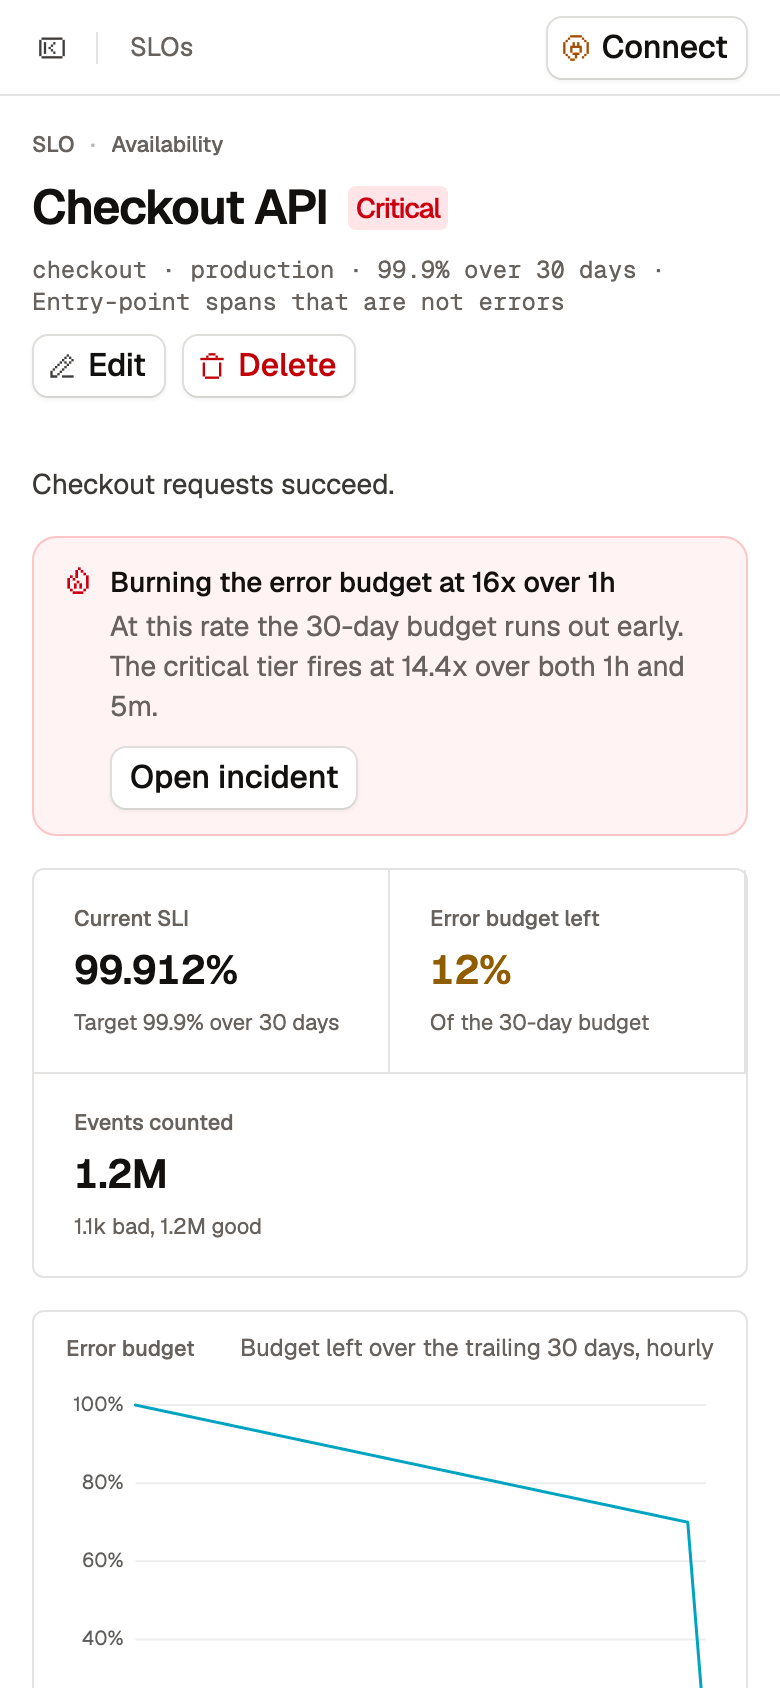 SLOs
Connect
SLO · Availability
Checkout API
Critical
checkout · production · 99.9% over 30 days ·
Entry-point spans that are not errors
Edit
Delete
Checkout requests succeed.
Burning the error budget at 16x over 1h
At this rate the 30-day budget runs out early.
The critical tier fires at 14.4x over both 1h and
5m.
Open incident
Current SLI
99.912%
Target 99.9% over 30 days
Error budget left
12%
Of the 30-day budget
Events counted
1.2M
1.1k bad, 1.2M good
Error budget
Budget left over the trailing 30 days, hourly
100%
80%
60%
40%